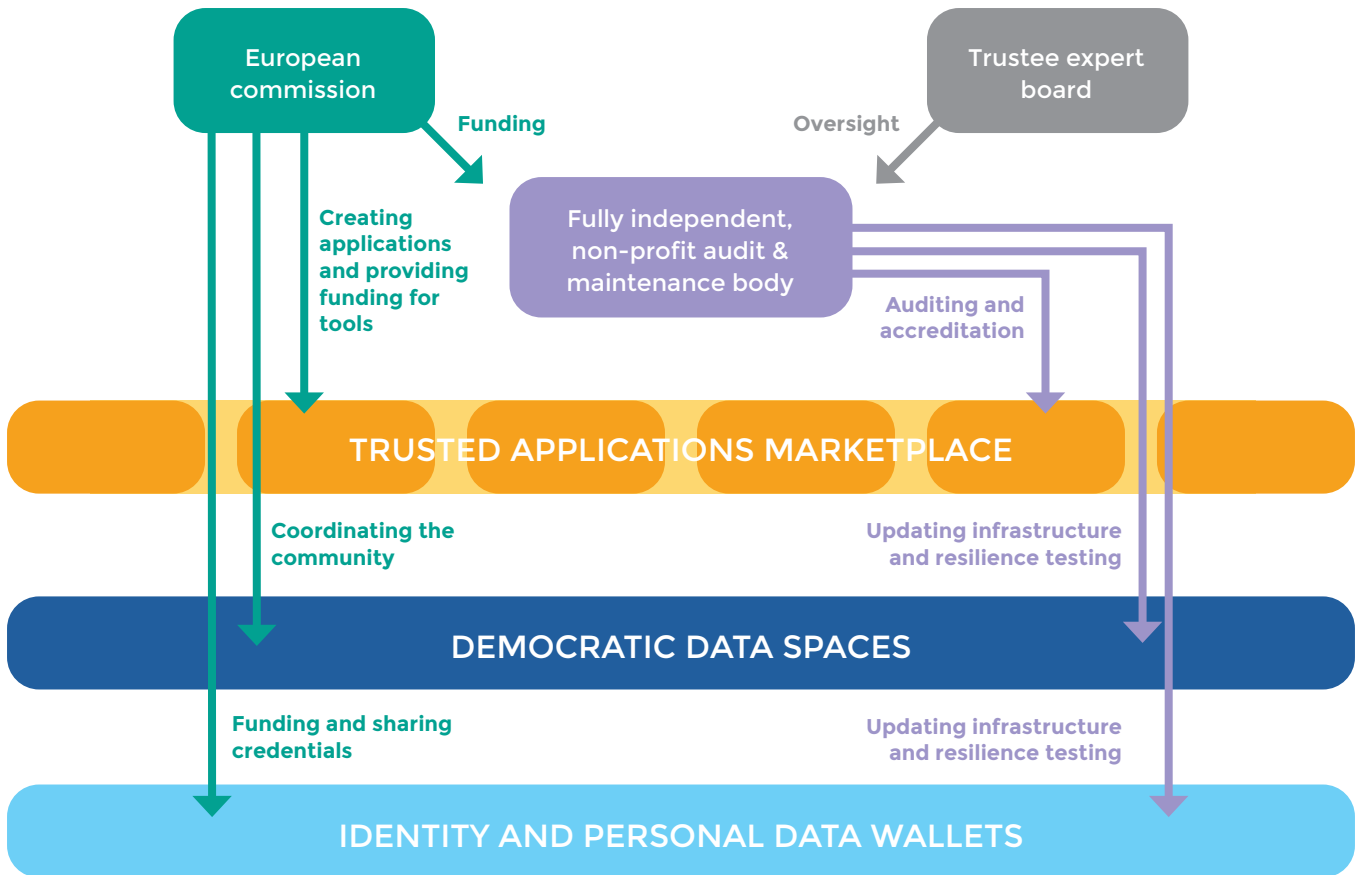 European
commission
Trustee expert
board
Funding
Oversight
Creating
applications
and providing
funding for
tools
Fully independent,
non-profit audit &
maintenance body
Auditing and
accreditation
TRUSTED APPLICATIONS MARKETPLACE
Coordinating the
community
Updating infrastructure
and resilience testing
DEMOCRATIC DATA SPACES
Funding and sharing
credentials
Updating infrastructure
and resilience testing
IDENTITY AND PERSONAL DATA WALLETS